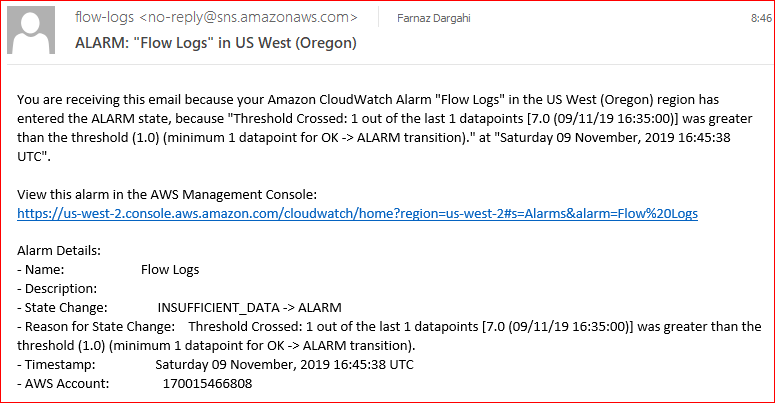 flow-logs <no-reply@sns.amazonaws.com> Farnaz Dargahi 8:46
ALARM: "Flow Logs" in US West (Oregon)
You are receiving this email because your Amazon CloudWatch Alarm "Flow Logs" in the US West (Oregon) region has
entered the ALARM state, because "Threshold Crossed: 1 out of the last 1 datapoints [7.0 (09/11/19 16:35:00)] was greater
than the threshold (1.0) (minimum 1 datapoint for OK -> ALARM transition)." at "Saturday 09 November, 2019 16:45:38
UTC".
View this alarm in the AWS Management Console:
https://us-west-2.console.aws.amazon.com/cloudwatch/home?region=us-west-2#s=Alarms&alarm=Flow%20Logs
Alarm Details:
- Name: Flow Logs
- Description:
- State Change: INSUFFICIENT_DATA -> ALARM
- Reason for State Change: Threshold Crossed: 1 out of the last 1 datapoints [7.0 (09/11/19 16:35:00)] was greater than the
threshold (1.0) (minimum 1 datapoint for OK -> ALARM transition).
- Timestamp: Saturday 09 November, 2019 16:45:38 UTC
- AWS Account: 170015466808